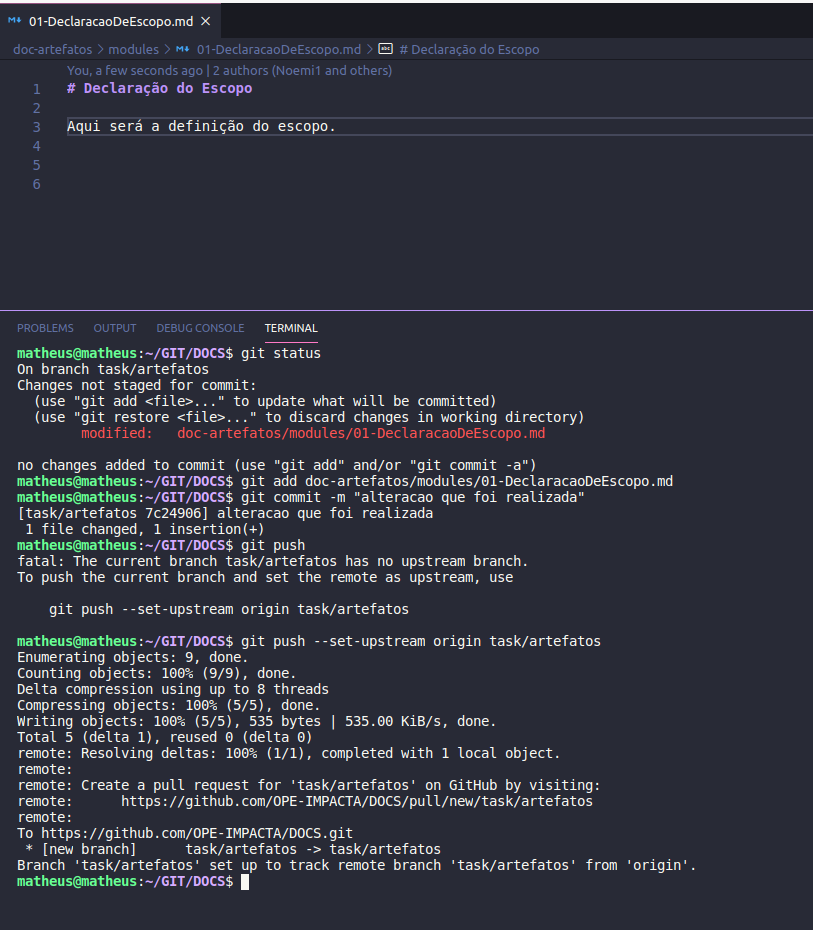 01-DeclaracaoDeEscopo.md ×
doc-artefatos > modules > 01-DeclaracaoDeEscopo.md > abc # Declaração do Escopo
You, a few seconds ago | 2 authors (Noemi1 and others)
1 # Declaração do Escopo
2
3 Aqui será a definição do escopo.
4
5
6
PROBLEMS OUTPUT DEBUG CONSOLE TERMINAL
matheus@matheus:~/GIT/DOCS$ git status
On branch task/artefatos
Changes not staged for commit:
  (use "git add <file>..." to update what will be committed)
  (use "git restore <file>..." to discard changes in working directory)
        modified:   doc-artefatos/modules/01-DeclaracaoDeEscopo.md
no changes added to commit (use "git add" and/or "git commit -a")
matheus@matheus:~/GIT/DOCS$ git add doc-artefatos/modules/01-DeclaracaoDeEscopo.md
matheus@matheus:~/GIT/DOCS$ git commit -m "alteracao que foi realizada"
[task/artefatos 7c24906] alteracao que foi realizada
 1 file changed, 1 insertion(+)
matheus@matheus:~/GIT/DOCS$ git push
fatal: The current branch task/artefatos has no upstream branch.
To push the current branch and set the remote as upstream, use
    git push --set-upstream origin task/artefatos
matheus@matheus:~/GIT/DOCS$ git push --set-upstream origin task/artefatos
Enumerating objects: 9, done.
Counting objects: 100% (9/9), done.
Delta compression using up to 8 threads
Compressing objects: 100% (5/5), done.
Writing objects: 100% (5/5), 535 bytes | 535.00 KiB/s, done.
Total 5 (delta 1), reused 0 (delta 0)
remote: Resolving deltas: 100% (1/1), completed with 1 local object.
remote:
remote: Create a pull request for 'task/artefatos' on GitHub by visiting:
remote:      https://github.com/OPE-IMPACTA/DOCS/pull/new/task/artefatos
remote:
To https://github.com/OPE-IMPACTA/DOCS.git
 * [new branch]      task/artefatos -> task/artefatos
Branch 'task/artefatos' set up to track remote branch 'task/artefatos' from 'origin'.
matheus@matheus:~/GIT/DOCS$